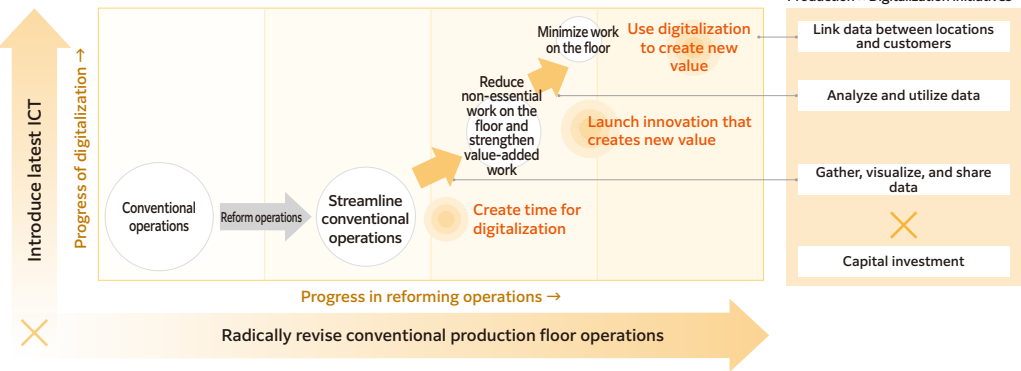 Introduce latest ICT
Progress of digitalization →
Conventional
operations
Reform operations
Streamline
conventional
operations
Create time for
digitalization
Reduce
non-essential
work on the
floor and
strengthen
value-added
work
Launch innovation that
creates new value
Minimize work
on the floor
Use digitalization
to create new
value
Link data between locations
and customers
Analyze and utilize data
Gather, visualize, and share
data
Capital investment
Progress in reforming operations →
Radically revise conventional production floor operations